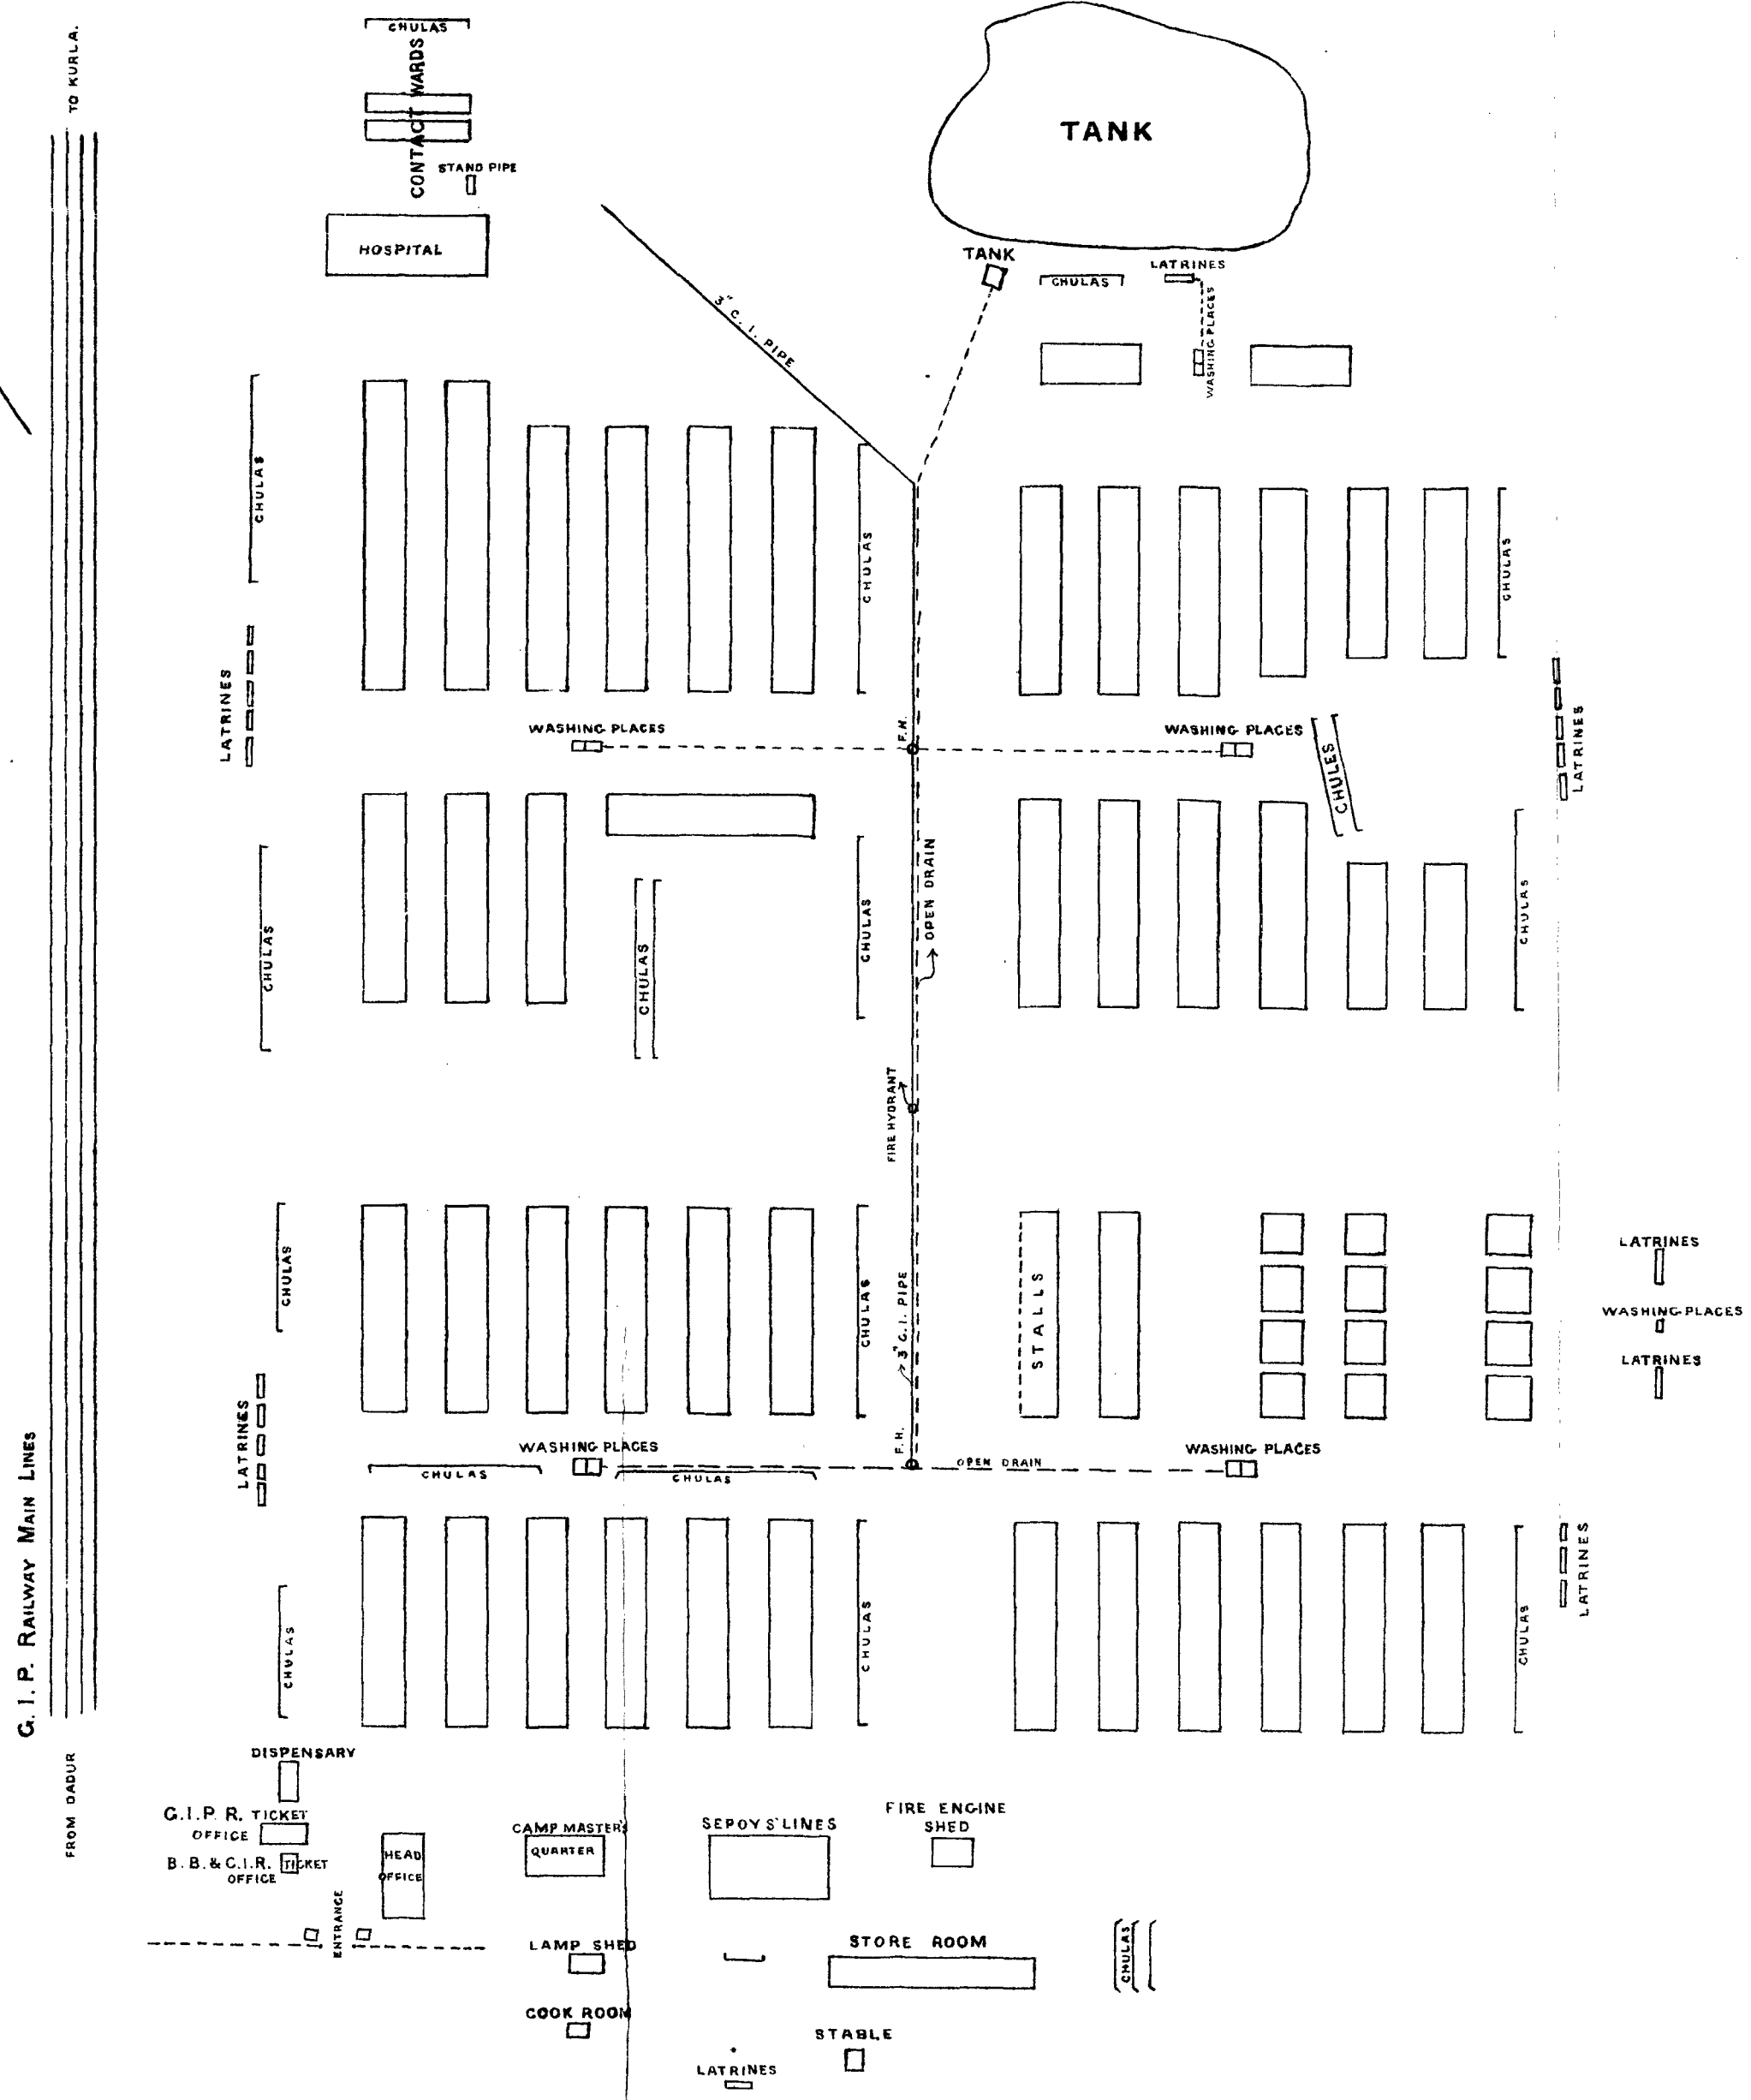 TO KURLA.
CHULAS
CONTACT WARDS
STAND PIPE
HOSPITAL
TANK
TANK
CHULAS
LATRINES
WASHING PLACES
3" C. I. PIPE
CHULAS
CHULAS
CHULAS
LATRINES
WASHING PLACES
F.H.
WASHING PLACES
CHULES
LATRINES
CHULAS
CHULAS
CHULAS
OPEN DRAIN
CHULAS
FIRE HYDRANT
CHULAS
CHULAS
3" C. I. PIPE
STALLS
LATRINES
WASHING PLACES
LATRINES
LATRINES
WASHING PLACES
F.H.
WASHING PLACES
CHULAS
CHULAS
OPEN DRAIN
G. I. P. RAILWAY MAIN LINES
CHULAS
CHULAS
CHULAS
LATRINES
FROM DADUR
DISPENSARY
G.I.P.R. TICKET
OFFICE
B.B.&C.I.R. TICKET
OFFICE
HEAD
OFFICE
ENTRANCE
CAMP MASTER'S
QUARTER
SEPOYS' LINES
FIRE ENGINE
SHED
LAMP SHED
STORE ROOM
CHULAS
COOK ROOM
STABLE
LATRINES